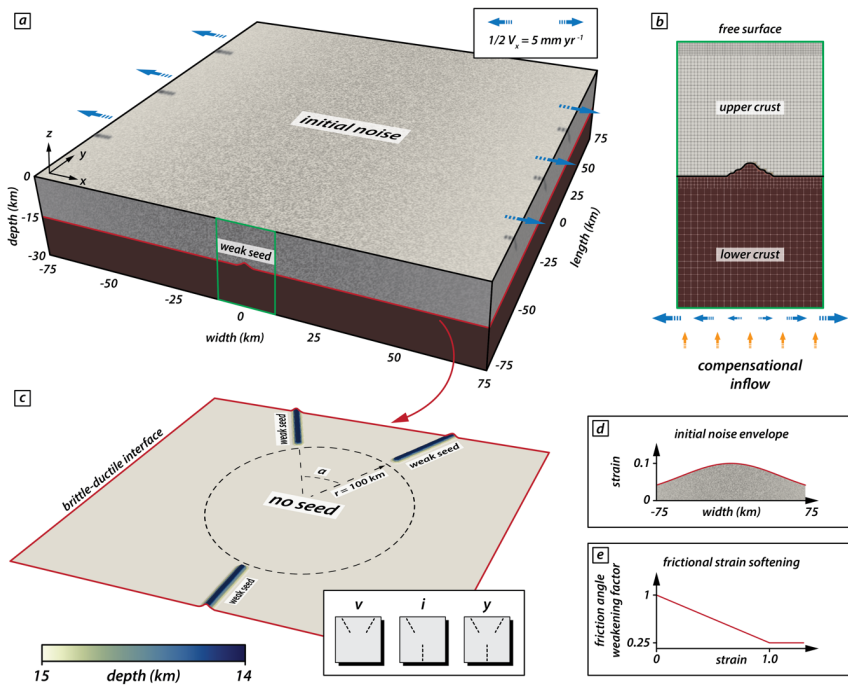 a
1/2 Vx = 5 mm yr -1
initial noise
z
y
x
0
-15
-30
depth (km)
weak seed
-75
-50
-25
0
25
50
75
width (km)
75
50
25
0
-50
-75
length (km)
b
free surface
upper crust
lower crust
compensational
inflow
c
brittle-ductile interface
weak seed
weak seed
a
r = 100 km
no seed
weak seed
v
i
y
15
depth (km)
14
d
initial noise envelope
strain
0.1
0
-75
width (km)
75
e
frictional strain softening
friction angle
weakening factor
1
0.25
0
strain
1.0